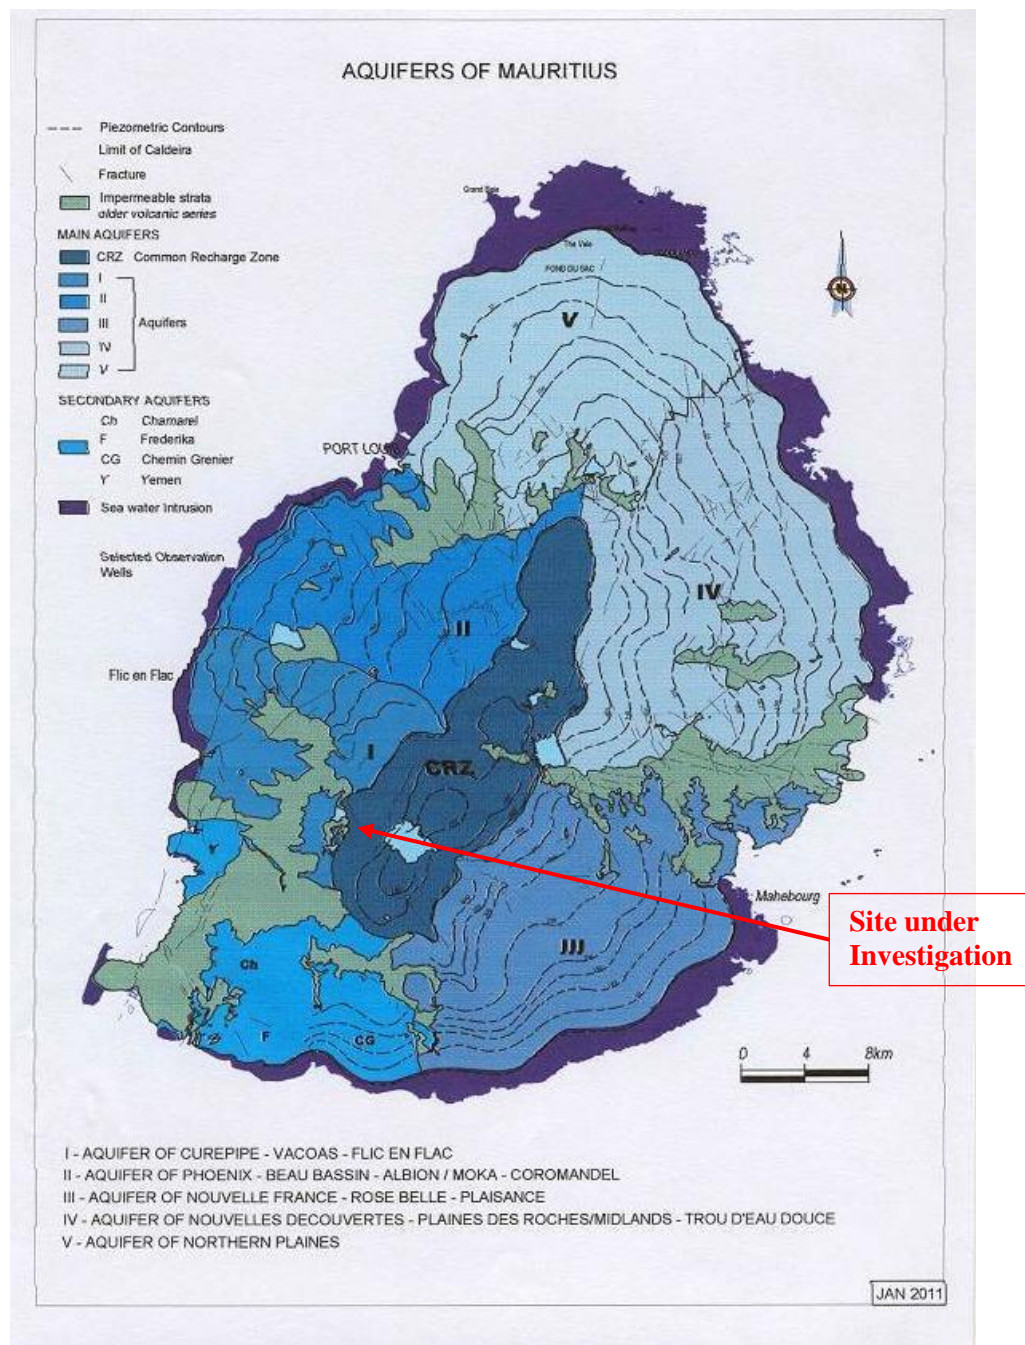 AQUIFERS OF MAURITIUS
Piezometric Contours
Limit of Caldeira
Fracture
Impermeable strata
older volcanic series
MAIN AQUIFERS
CRZ Common Recharge Zone
I
II
III Aquifers
IV
V
SECONDARY AQUIFERS
Ch Chamarel
F Frederika
CG Chemin Grenier
Y Yemen
Sea water Intrusion
Selected Observation
Wells
Grand Baie
The Vale
FOND DU SAC
V
N
PORT LOUIS
IV
II
Flic en Flac
I
CRZ
Y
Mahebourg
Site under
Investigation
III
Ch
F
CG
0 4 8km
I - AQUIFER OF CUREPIPE - VACOAS - FLIC EN FLAC
II - AQUIFER OF PHOENIX - BEAU BASSIN - ALBION / MOKA - COROMANDEL
III - AQUIFER OF NOUVELLE FRANCE - ROSE BELLE - PLAISANCE
IV - AQUIFER OF NOUVELLES DECOUVERTES - PLAINES DES ROCHES/MIDLANDS - TROU D'EAU DOUCE
V - AQUIFER OF NORTHERN PLAINES
JAN 2011